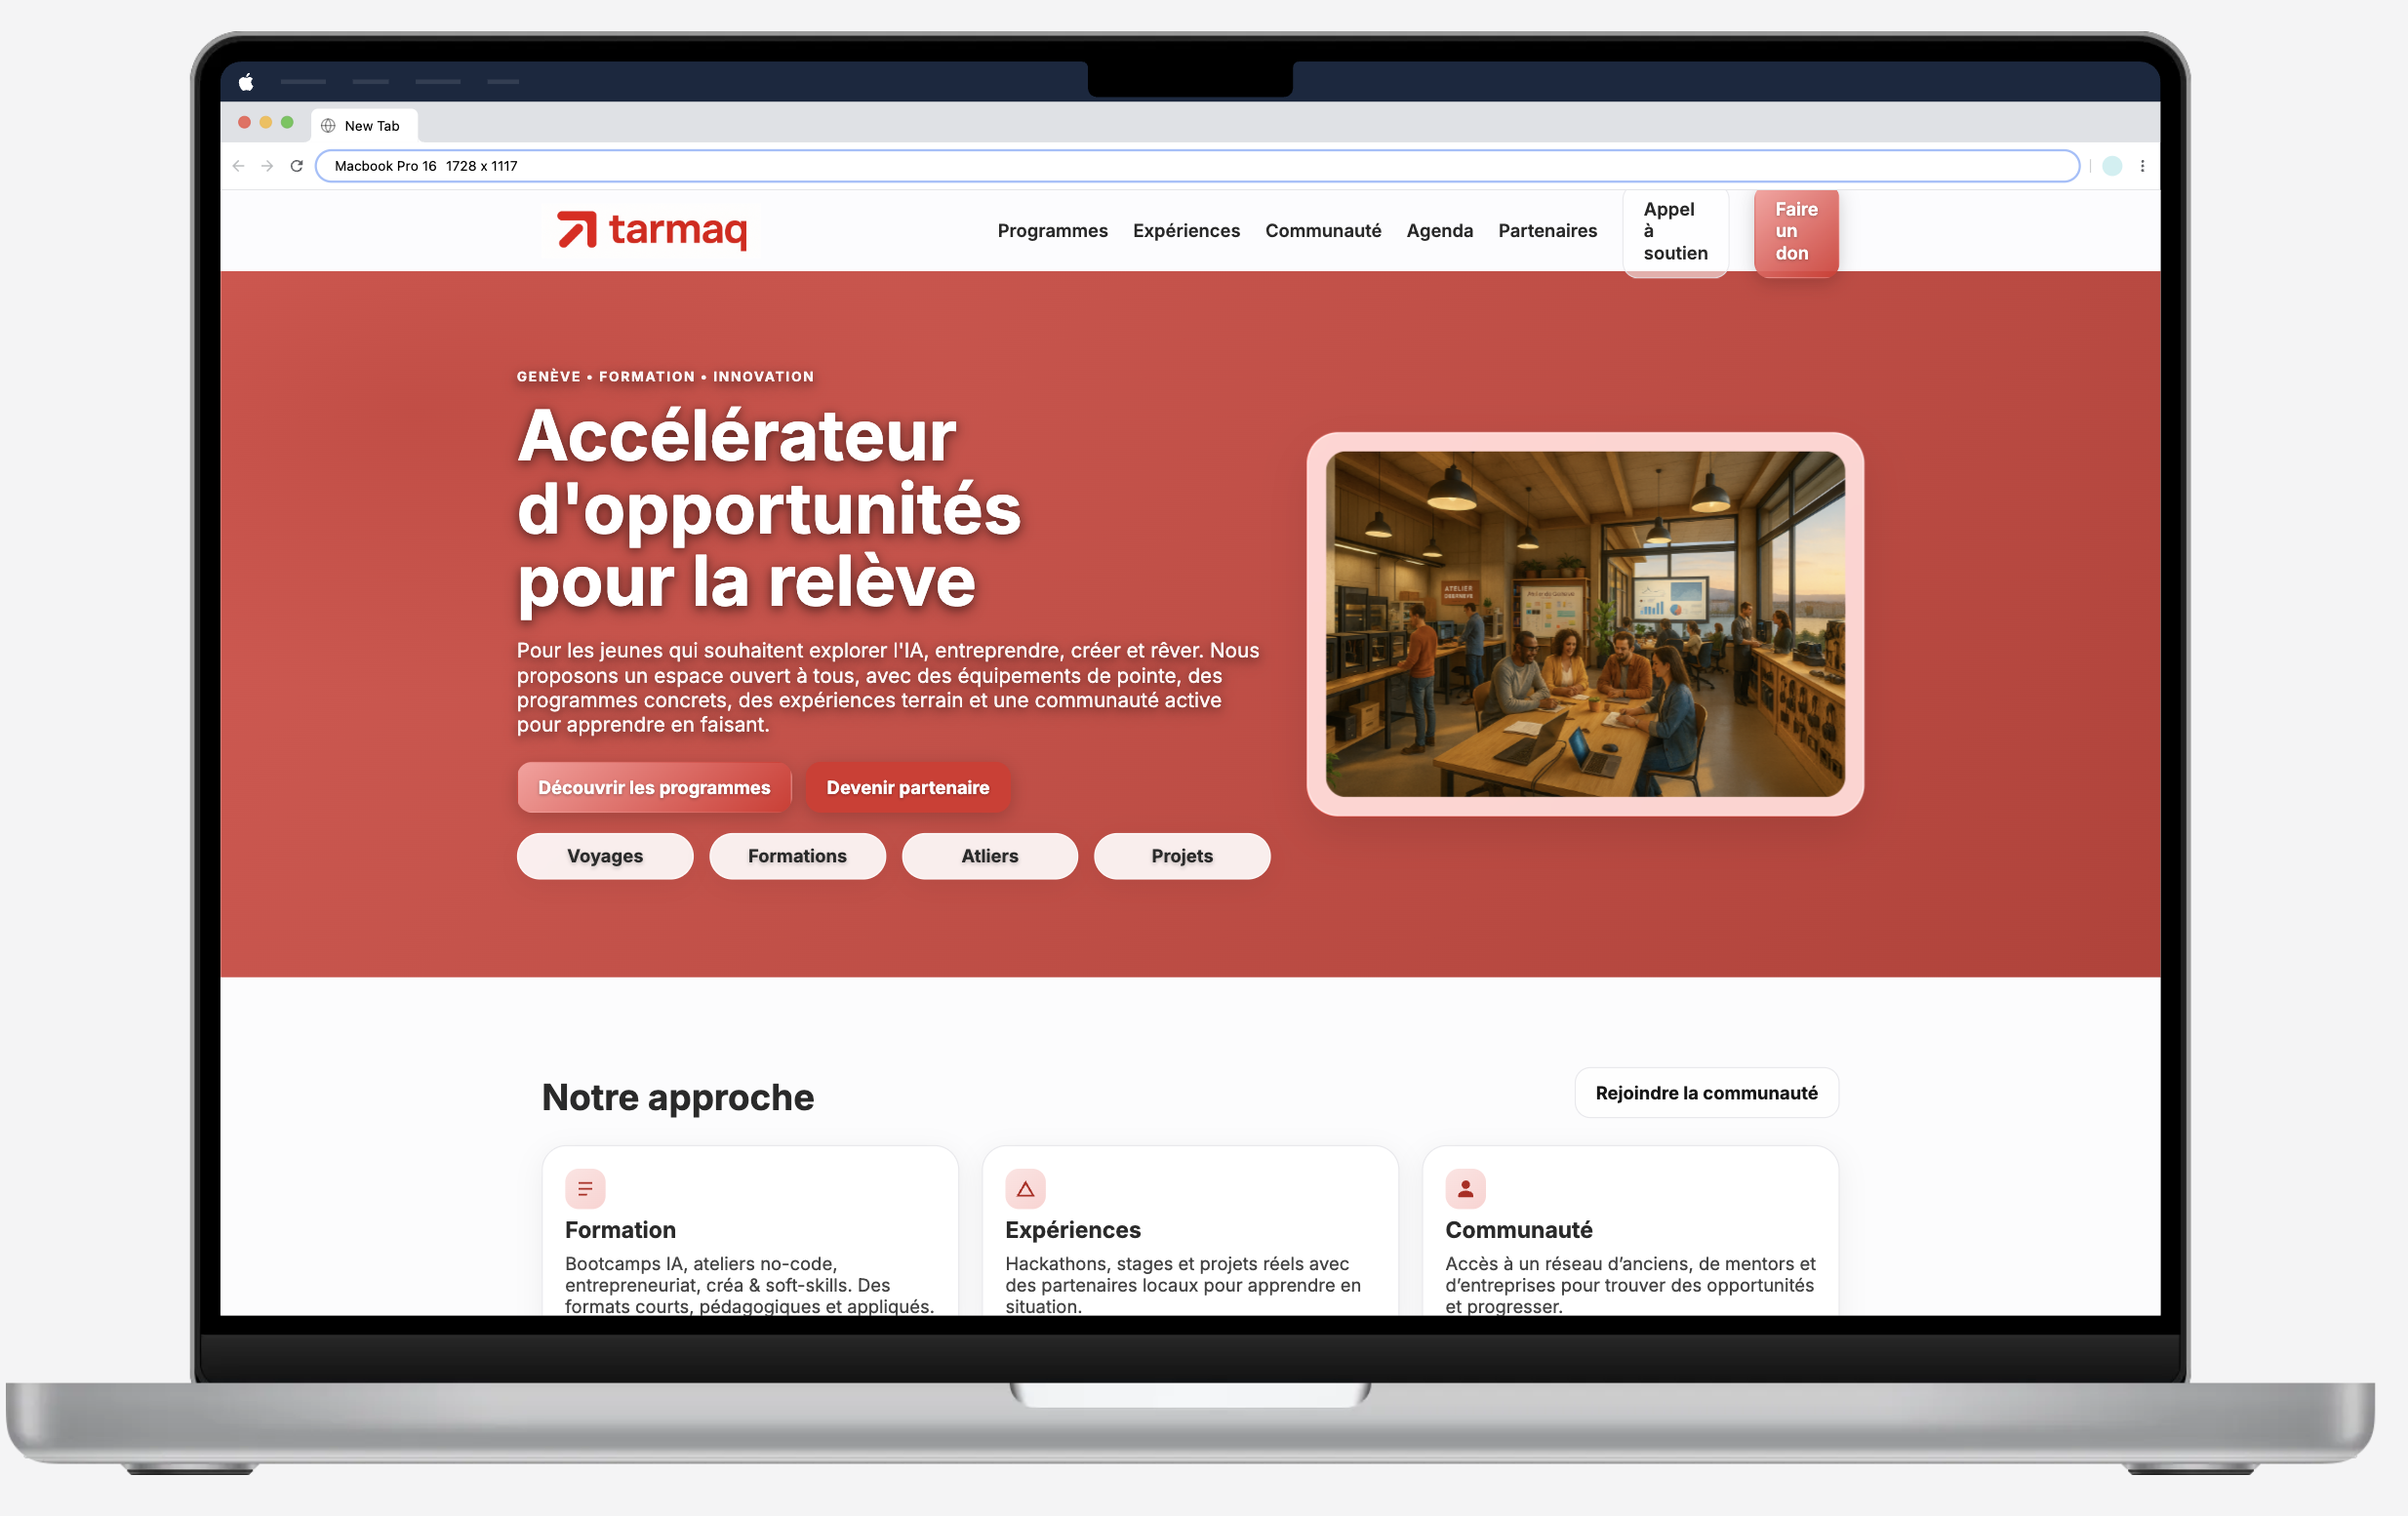 New Tab
Macbook Pro 16 1728 x 1117
tarmaq
Programmes
Expériences
Communauté
Agenda
Partenaires
Appel
à
soutien
Faire
un
don
GENÈVE • FORMATION • INNOVATION
Accélérateur
d'opportunités
pour la relève
Pour les jeunes qui souhaitent explorer l'IA, entreprendre, créer et rêver. Nous
proposons un espace ouvert à tous, avec des équipements de pointe, des
programmes concrets, des expériences terrain et une communauté active
pour apprendre en faisant.
Découvrir les programmes
Devenir partenaire
Voyages
Formations
Atliers
Projets
ATELIER
Notre approche
Rejoindre la communauté
Formation
Bootcamps IA, ateliers no-code,
entrepreneuriat, créa & soft-skills. Des
formats courts, pédagogiques et appliqués.
Expériences
Hackathons, stages et projets réels avec
des partenaires locaux pour apprendre en
situation.
Communauté
Accès à un réseau d’anciens, de mentors et
d’entreprises pour trouver des opportunités
et progresser.